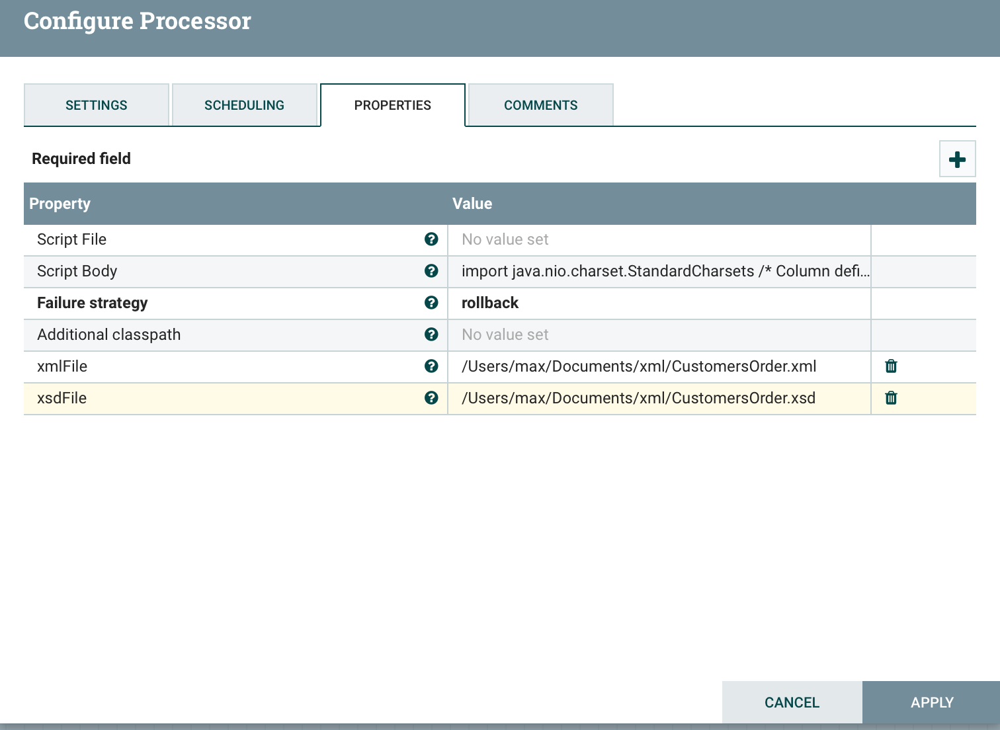 Configure Processor
SETTINGS SCHEDULING PROPERTIES COMMENTS
Required field
Property Value
Script File No value set
Script Body import java.nio.charset.StandardCharsets /* Column defi...
Failure strategy rollback
Additional classpath No value set
xmlFile /Users/max/Documents/xml/CustomersOrder.xml
xsdFile /Users/max/Documents/xml/CustomersOrder.xsd
CANCEL APPLY